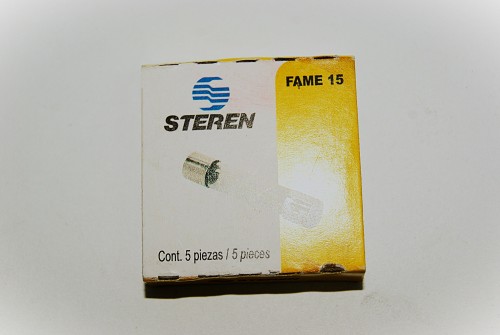 FAME 15
STEREN
Cont. 5 piezas / 5 pieces